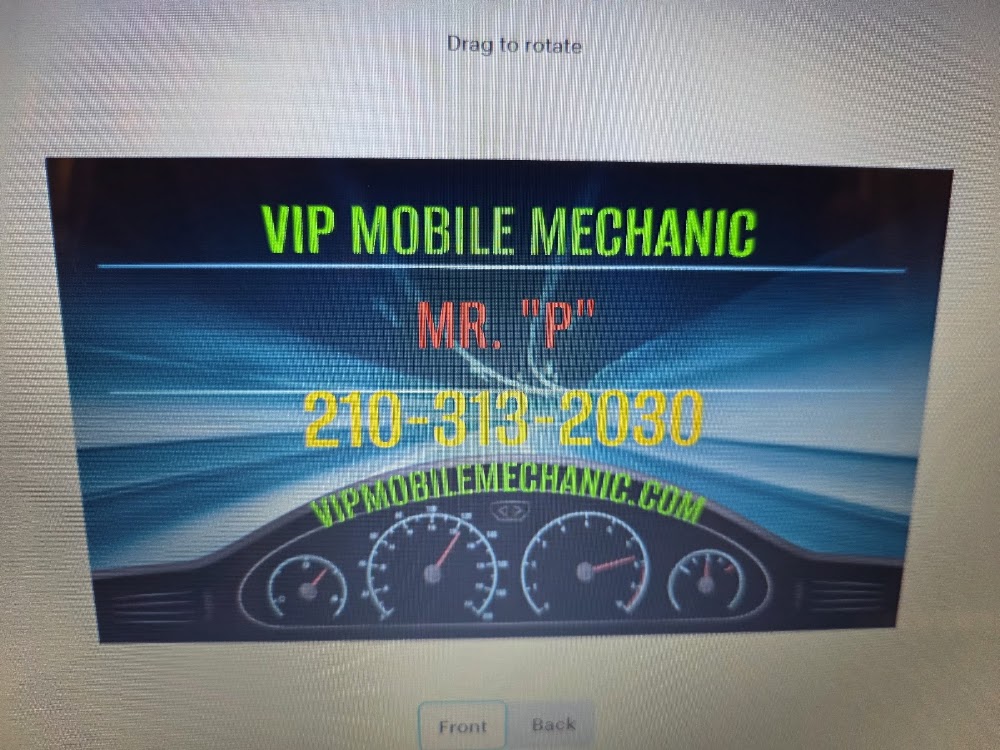 Drag to rotate
VIP MOBILE MECHANIC
MR. "P"
210-313-2030
VIPMOBILEMECHANIC.COM
Front Back